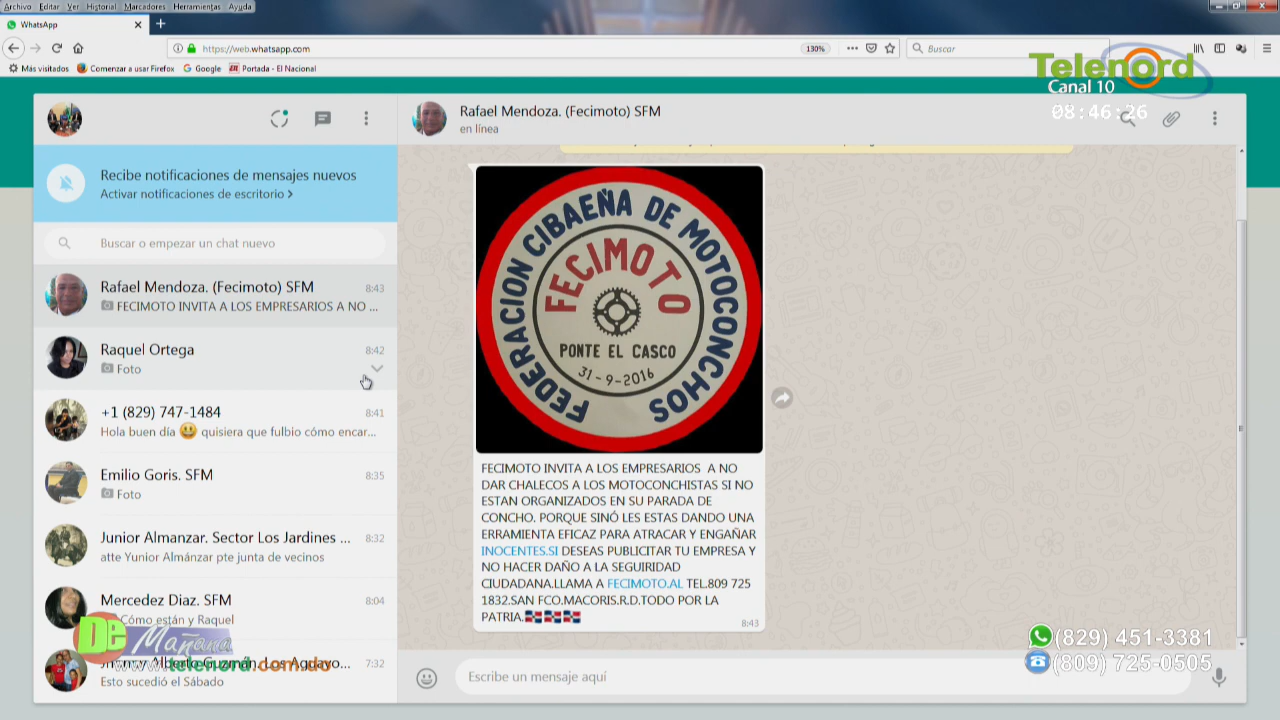 Archivo Editar Ver Historial Marcadores Herramientas Ayuda
WhatsApp
https://web.whatsapp.com
130%
Buscar
Más visitados Comenzar a usar Firefox Google Portada - El Nacional
Telenord
Canal 10
08:46:26
Rafael Mendoza. (Fecimoto) SFM
en línea
Recibe notificaciones de mensajes nuevos
Activar notificaciones de escritorio >
Buscar o empezar un chat nuevo
Rafael Mendoza. (Fecimoto) SFM 8:43
FECIMOTO INVITA A LOS EMPRESARIOS A NO ...
Raquel Ortega 8:42
Foto
+1 (829) 747-1484 8:41
Hola buen día 😃 quisiera que fulbio cómo encar...
Emilio Goris. SFM 8:35
Foto
Junior Almanzar. Sector Los Jardines ... 8:32
atte Yunior Almánzar pte junta de vecinos
Mercedez Diaz. SFM 8:04
Cómo están y Raquel
Jhonny Alberto Guzmán. Los Aguayo... 7:32
Esto sucedió el Sábado
De Mañana
www.telenord.com.do
FEDERACION CIBAEÑA DE MOTOCONCHOS
FECIMOTO
PONTE EL CASCO
31-9-2016
FECIMOTO INVITA A LOS EMPRESARIOS A NO
DAR CHALECOS A LOS MOTOCONCHISTAS SI NO
ESTAN ORGANIZADOS EN SU PARADA DE
CONCHO. PORQUE SINÓ LES ESTAS DANDO UNA
ERRAMIENTA EFICAZ PARA ATRACAR Y ENGAÑAR
INOCENTES.SI DESEAS PUBLICITAR TU EMPRESA Y
NO HACER DAÑO A LA SEGUIRIDAD
CIUDADANA.LLAMA A FECIMOTO.AL TEL.809 725
1832.SAN FCO.MACORIS.R.D.TODO POR LA
PATRIA.🇩🇴🇩🇴🇩🇴
8:43
Escribe un mensaje aquí
(829) 451-3381
(809) 725-0505